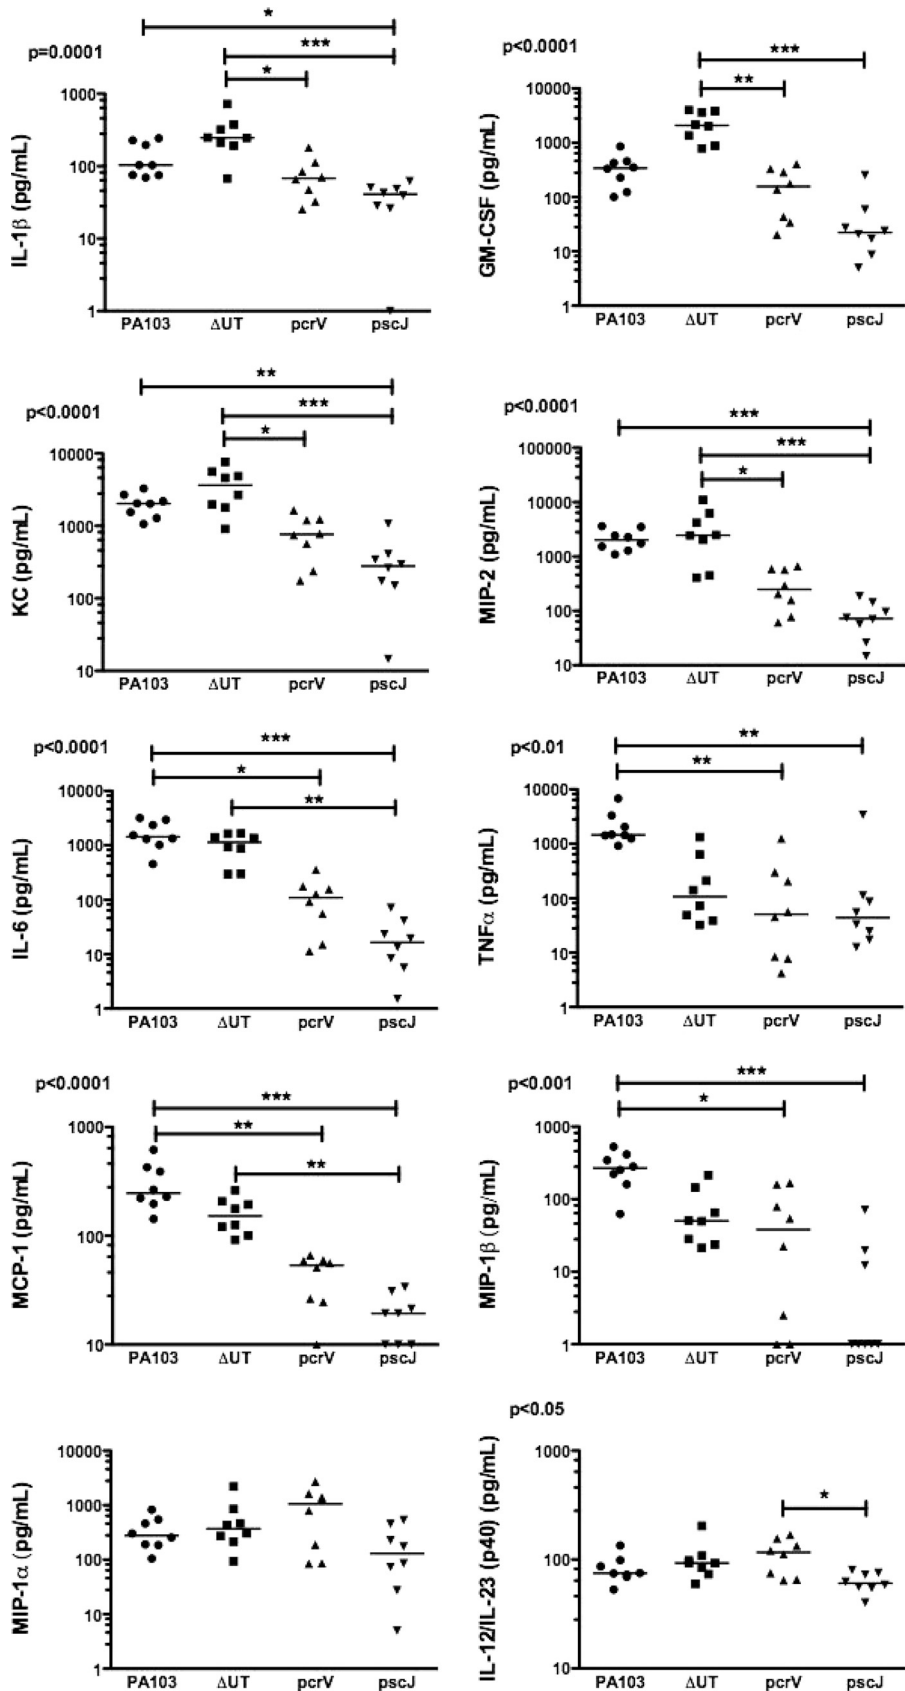 *
p=0.0001
***
*
IL-1β (pg/mL)
1000
100
10
1
PA103 ΔUT pcrV pscJ
p<0.0001
***
**
GM-CSF (pg/mL)
10000
1000
100
10
1
PA103 ΔUT pcrV pscJ
**
p<0.0001
***
*
KC (pg/mL)
10000
1000
100
10
PA103 ΔUT pcrV pscJ
p<0.0001
***
***
*
MIP-2 (pg/mL)
100000
10000
1000
100
10
PA103 ΔUT pcrV pscJ
p<0.0001
***
*
**
IL-6 (pg/mL)
10000
1000
100
10
1
PA103 ΔUT pcrV pscJ
p<0.01
**
**
TNFα (pg/mL)
10000
1000
100
10
1
PA103 ΔUT pcrV pscJ
p<0.0001
***
**
**
MCP-1 (pg/mL)
1000
100
10
PA103 ΔUT pcrV pscJ
p<0.001
***
*
MIP-1β (pg/mL)
1000
100
10
1
PA103 ΔUT pcrV pscJ
MIP-1α (pg/mL)
10000
1000
100
10
1
PA103 ΔUT pcrV pscJ
p<0.05
*
IL-12/IL-23 (p40) (pg/mL)
1000
100
10
PA103 ΔUT pcrV pscJ